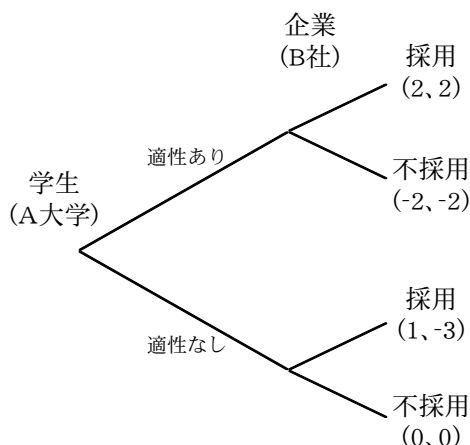 企業
(B社)
採用
(2、2)
適性あり
不採用
(-2、-2)
学生
(A大学)
採用
(1、-3)
適性なし
不採用
(0、0)